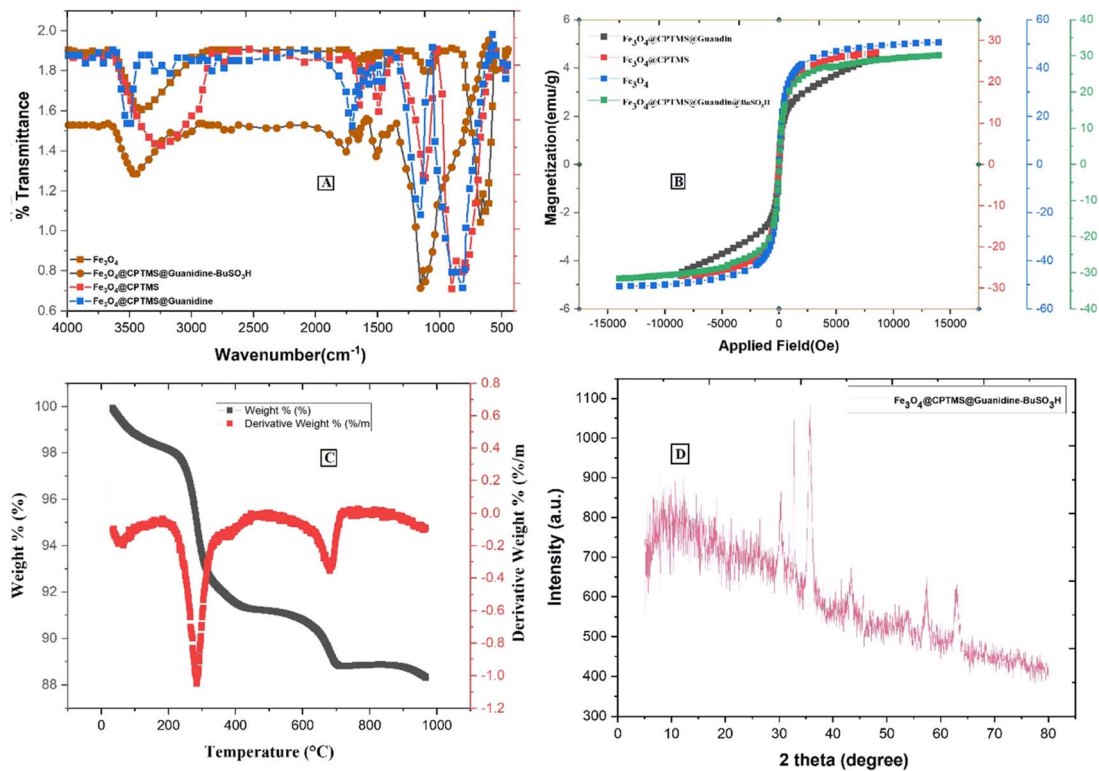 2.0
1.8
1.6
1.4
1.2
1.0
0.8
0.6
% Transmittance
A
Fe3O4
Fe3O4@CPTMS@Guanidine-BuSO3H
Fe3O4@CPTMS
Fe3O4@CPTMS@Guanidine
4000 3500 3000 2500 2000 1500 1000 500
Wavenumber(cm-1)
6
4
2
0
-2
-4
-6
Magnetization(emu/g)
Fe3O4@CPTMS@Guandin
Fe3O4@CPTMS
Fe3O4
Fe3O4@CPTMS@Guandin@BuSO3H
B
-15000 -10000 -5000 0 5000 10000 15000
Applied Field(Oe)
30
20
10
0
-10
-20
-30
60
40
20
0
-20
-40
-60
40
30
20
10
0
-10
-20
-30
-40
100
98
96
94
92
90
88
Weight % (%)
Weight % (%)
Derivative Weight % (%/m)
C
0 200 400 600 800 1000
Temperature (°C)
0.8
0.6
0.4
0.2
0.0
-0.2
-0.4
-0.6
-0.8
-1.0
-1.2
Derivative Weight % (%/m
1100
1000
900
800
700
600
500
400
300
Intensity (a.u.)
D
Fe3O4@CPTMS@Guanidine-BuSO3H
0 10 20 30 40 50 60 70 80
2 theta (degree)